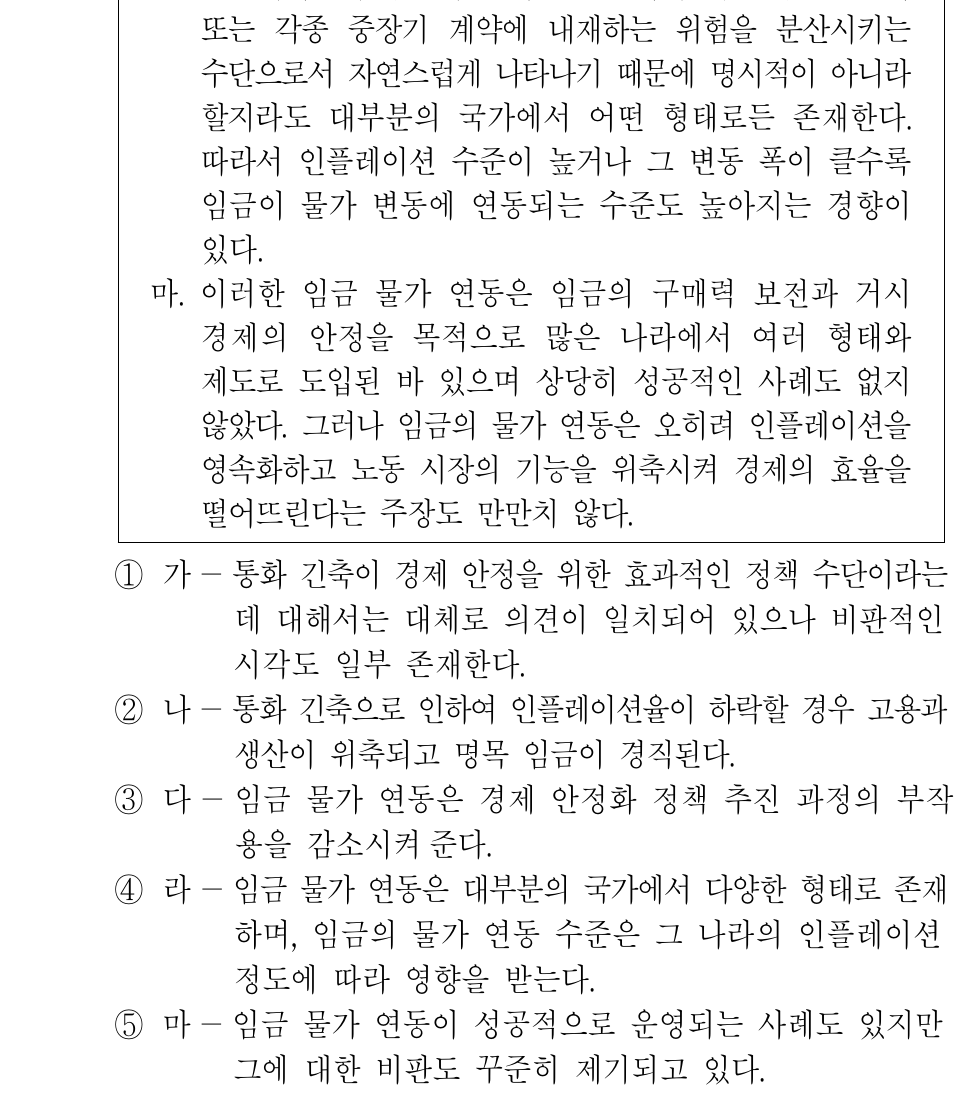 또는 각종 중장기 계약에 내재하는 위험을 분산시키는
수단으로서 자연스럽게 나타나기 때문에 명시적이 아니라
할지라도 대부분의 국가에서 어떤 형태로든 존재한다.
따라서 인플레이션 수준이 높거나 그 변동 폭이 클수록
임금이 물가 변동에 연동되는 수준도 높아지는 경향이
있다.
마. 이러한 임금 물가 연동은 임금의 구매력 보전과 거시
경제의 안정을 목적으로 많은 나라에서 여러 형태와
제도로 도입된 바 있으며 상당히 성공적인 사례도 없지
않았다. 그러나 임금의 물가 연동은 오히려 인플레이션을
영속화하고 노동 시장의 기능을 위축시켜 경제의 효율을
떨어뜨린다는 주장도 만만치 않다.
① 가 – 통화 긴축이 경제 안정을 위한 효과적인 정책 수단이라는
데 대해서는 대체로 의견이 일치되어 있으나 비판적인
시각도 일부 존재한다.
② 나 – 통화 긴축으로 인하여 인플레이션율이 하락할 경우 고용과
생산이 위축되고 명목 임금이 경직된다.
③ 다 – 임금 물가 연동은 경제 안정화 정책 추진 과정의 부작
용을 감소시켜 준다.
④ 라 – 임금 물가 연동은 대부분의 국가에서 다양한 형태로 존재
하며, 임금의 물가 연동 수준은 그 나라의 인플레이션
정도에 따라 영향을 받는다.
⑤ 마 – 임금 물가 연동이 성공적으로 운영되는 사례도 있지만
그에 대한 비판도 꾸준히 제기되고 있다.